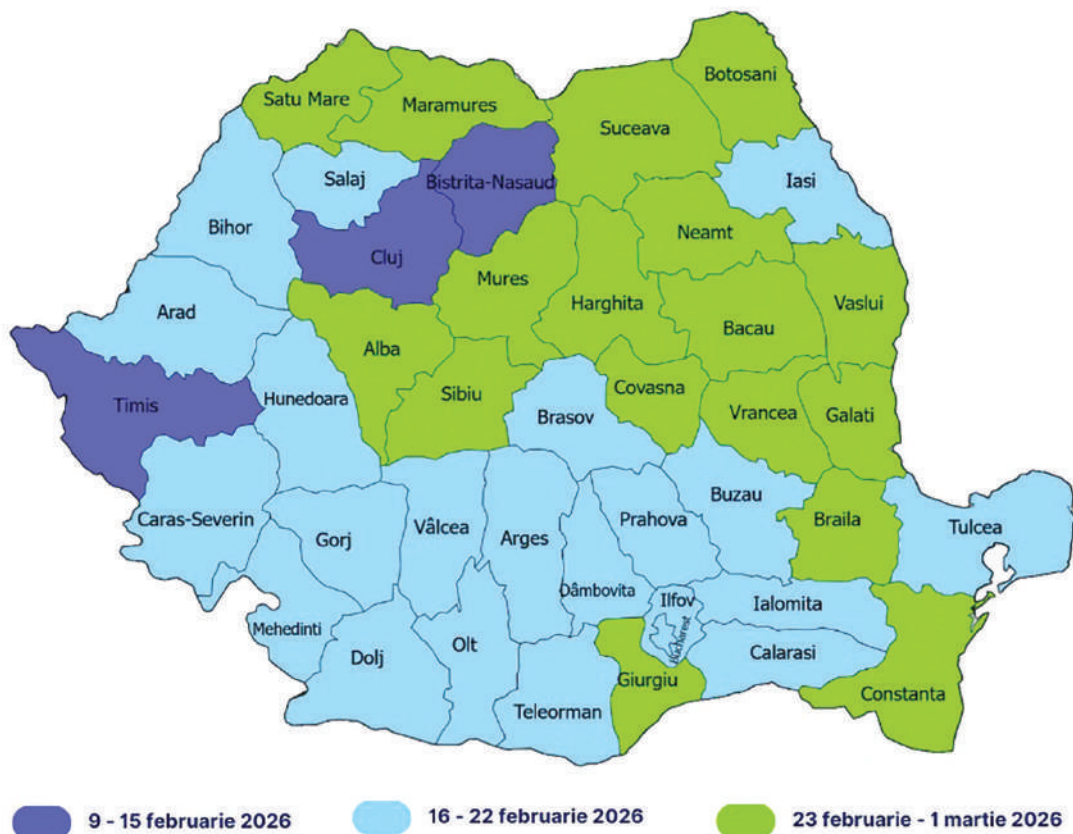 Botosani
Satu Mare
Maramures
Suceava
Salaj
Bistrita-Nasaud
Iasi
Bihor
Neamt
Cluj
Mures
Harghita
Vaslui
Arad
Bacau
Alba
Timis
Hunedoara
Sibiu
Covasna
Brasov
Vrancea
Galati
Caras-Severin
Gorj
Vâlcea
Arges
Prahova
Buzau
Braila
Tulcea
Dâmbovita
Ilfov
Ialomita
Bucharest
Mehedinti
Dolj
Olt
Calarasi
Giurgiu
Constanta
Teleorman
9 - 15 februarie 2026
16 - 22 februarie 2026
23 februarie - 1 martie 2026